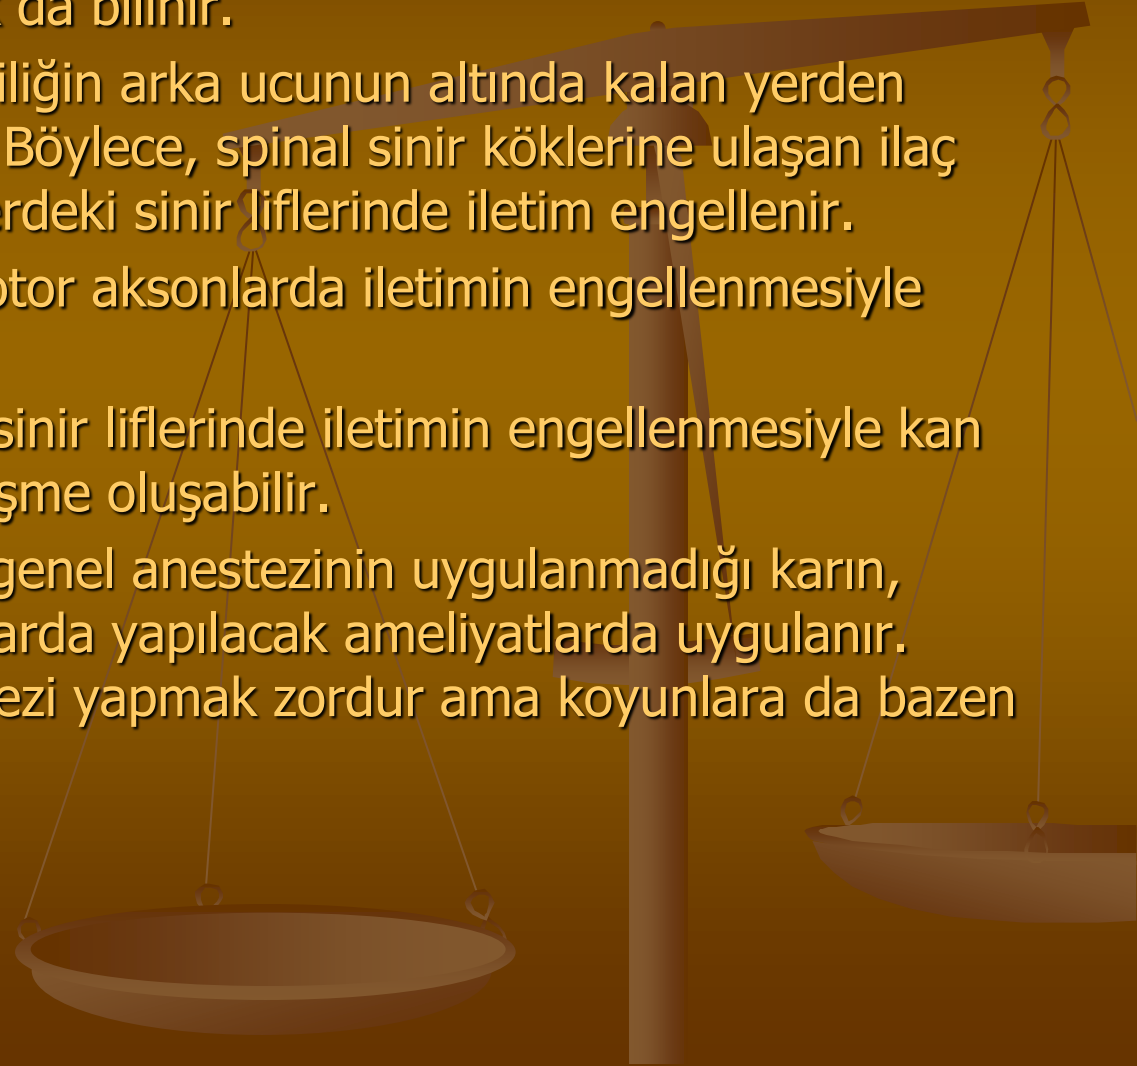 da bilinir.
iliğin arka ucunun altında kalan yerden
Böylece, spinal sinir köklerine ulaşan ilaç
erdeki sinir liflerinde iletim engellenir.
otor aksonlarda iletimin engellenmesiyle
sinir liflerinde iletimin engellenmesiyle kan
şme oluşabilir.
genel anestezinin uygulanmadığı karın,
larda yapılacak ameliyatlarda uygulanır.
ezi yapmak zordur ama koyunlara da bazen